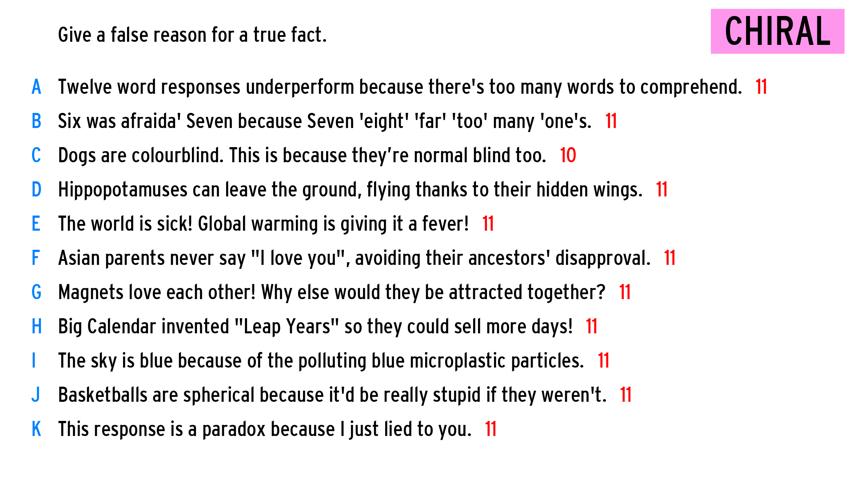 Give a false reason for a true fact.
CHIRAL
A Twelve word responses underperform because there's too many words to comprehend. 11
B Six was afraida' Seven because Seven 'eight' 'far' 'too' many 'one's. 11
C Dogs are colourblind. This is because they're normal blind too. 10
D Hippopotamuses can leave the ground, flying thanks to their hidden wings. 11
E The world is sick! Global warming is giving it a fever! 11
F Asian parents never say "I love you", avoiding their ancestors' disapproval. 11
G Magnets love each other! Why else would they be attracted together? 11
H Big Calendar invented "Leap Years" so they could sell more days! 11
I The sky is blue because of the polluting blue microplastic particles. 11
J Basketballs are spherical because it'd be really stupid if they weren't. 11
K This response is a paradox because I just lied to you. 11